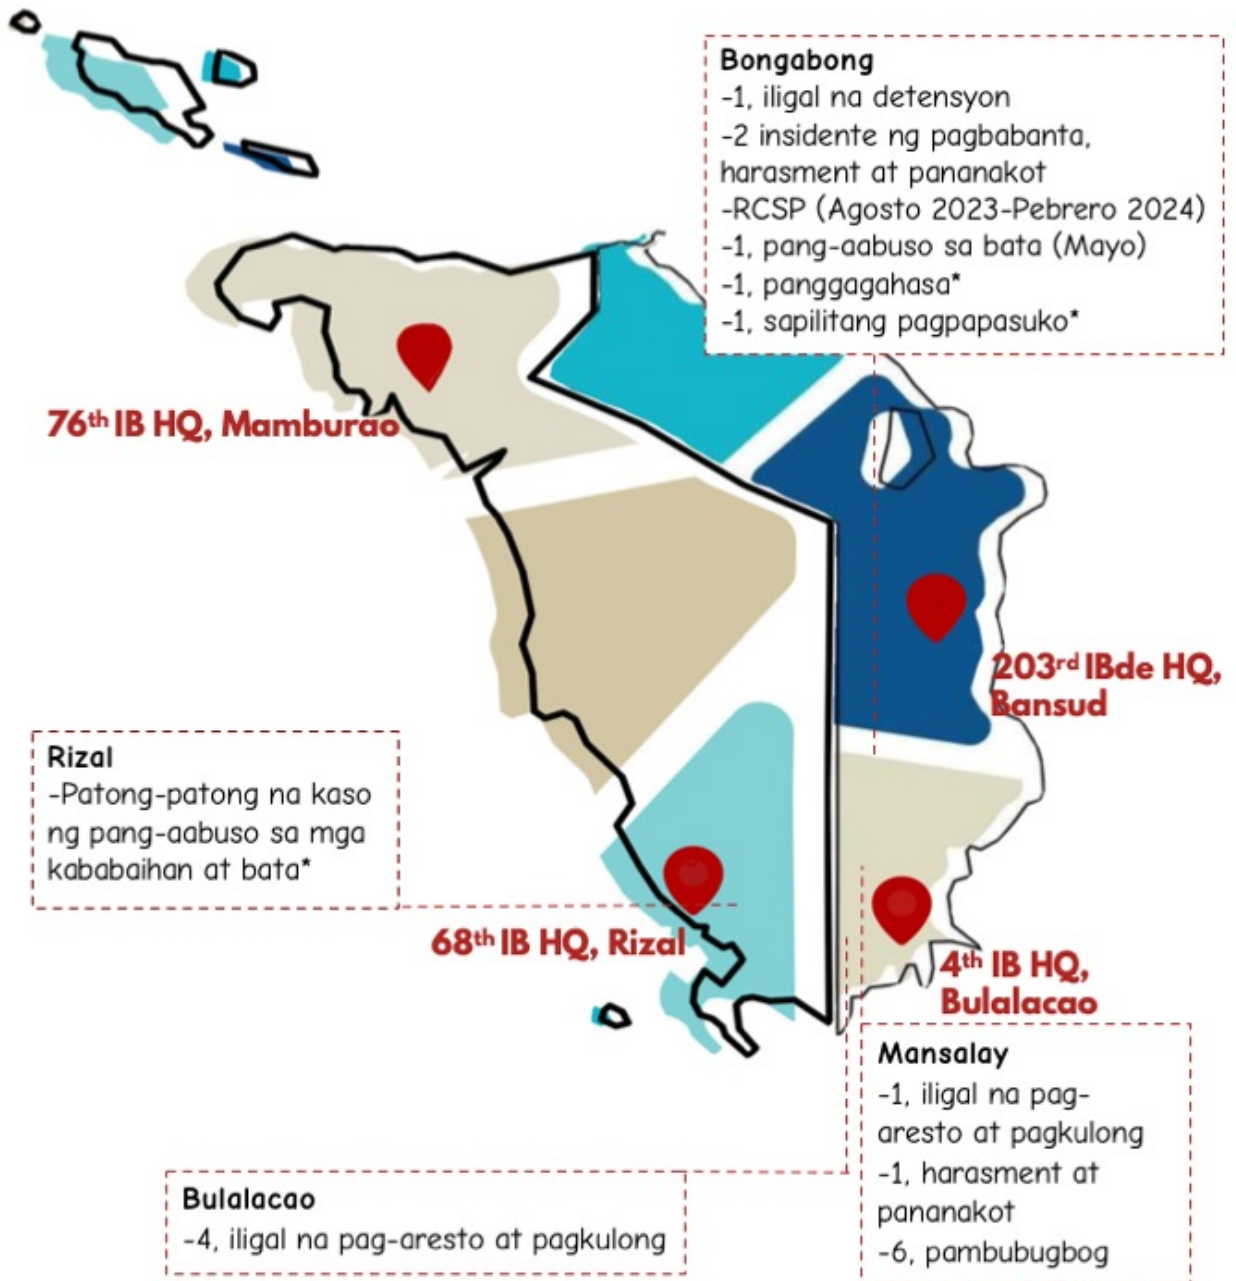 Bongabong
-1, iligal na detensyon
-2 insidente ng pagbabanta,
harasment at pananakot
-RCSP (Agosto 2023-Pebrero 2024)
-1, pang-aabuso sa bata (Mayo)
-1, panggagahasa*
-1, sapilitang pagpapasuko*
76th IB HQ, Mamburao
203rd IBde HQ,
Bansud
Rizal
-Patong-patong na kaso
ng pang-aabuso sa mga
kababaihan at bata*
68th IB HQ, Rizal
4th IB HQ,
Bulalacao
Mansalay
-1, iligal na pag-
aresto at pagkulong
-1, harasment at
pananakot
-6, pambubugbog
Bulalacao
-4, iligal na pag-aresto at pagkulong